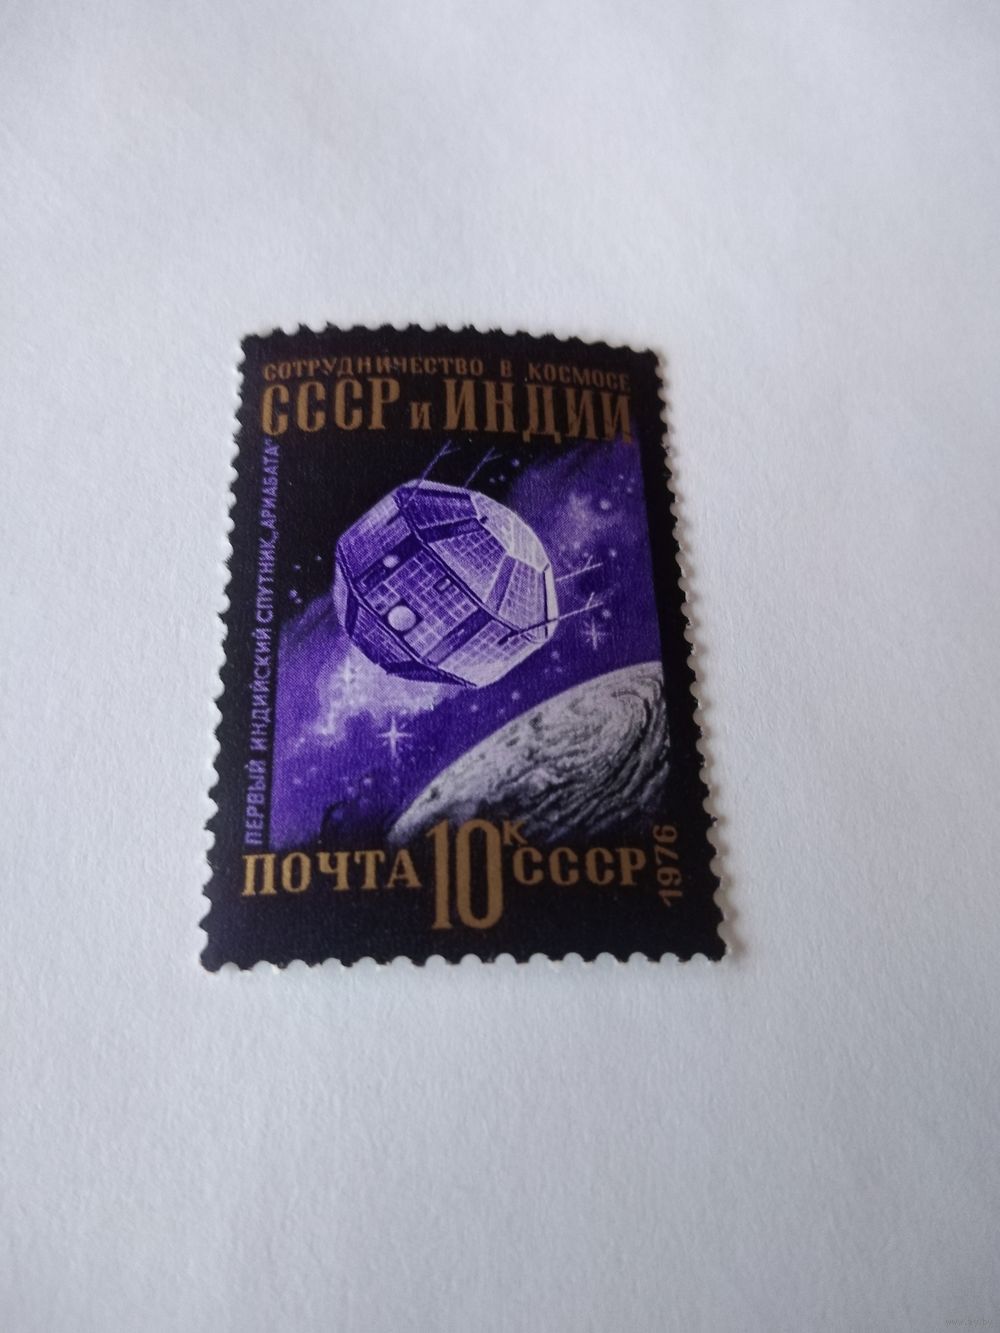 СОТРУДНИЧЕСТВО В КОСМОСЕ
СССР и ИНДИИ
ПЕРВЫЙ ИНДИЙСКИЙ СПУТНИК „АРИАБАТА"
ПОЧТА 10К СССР
1976